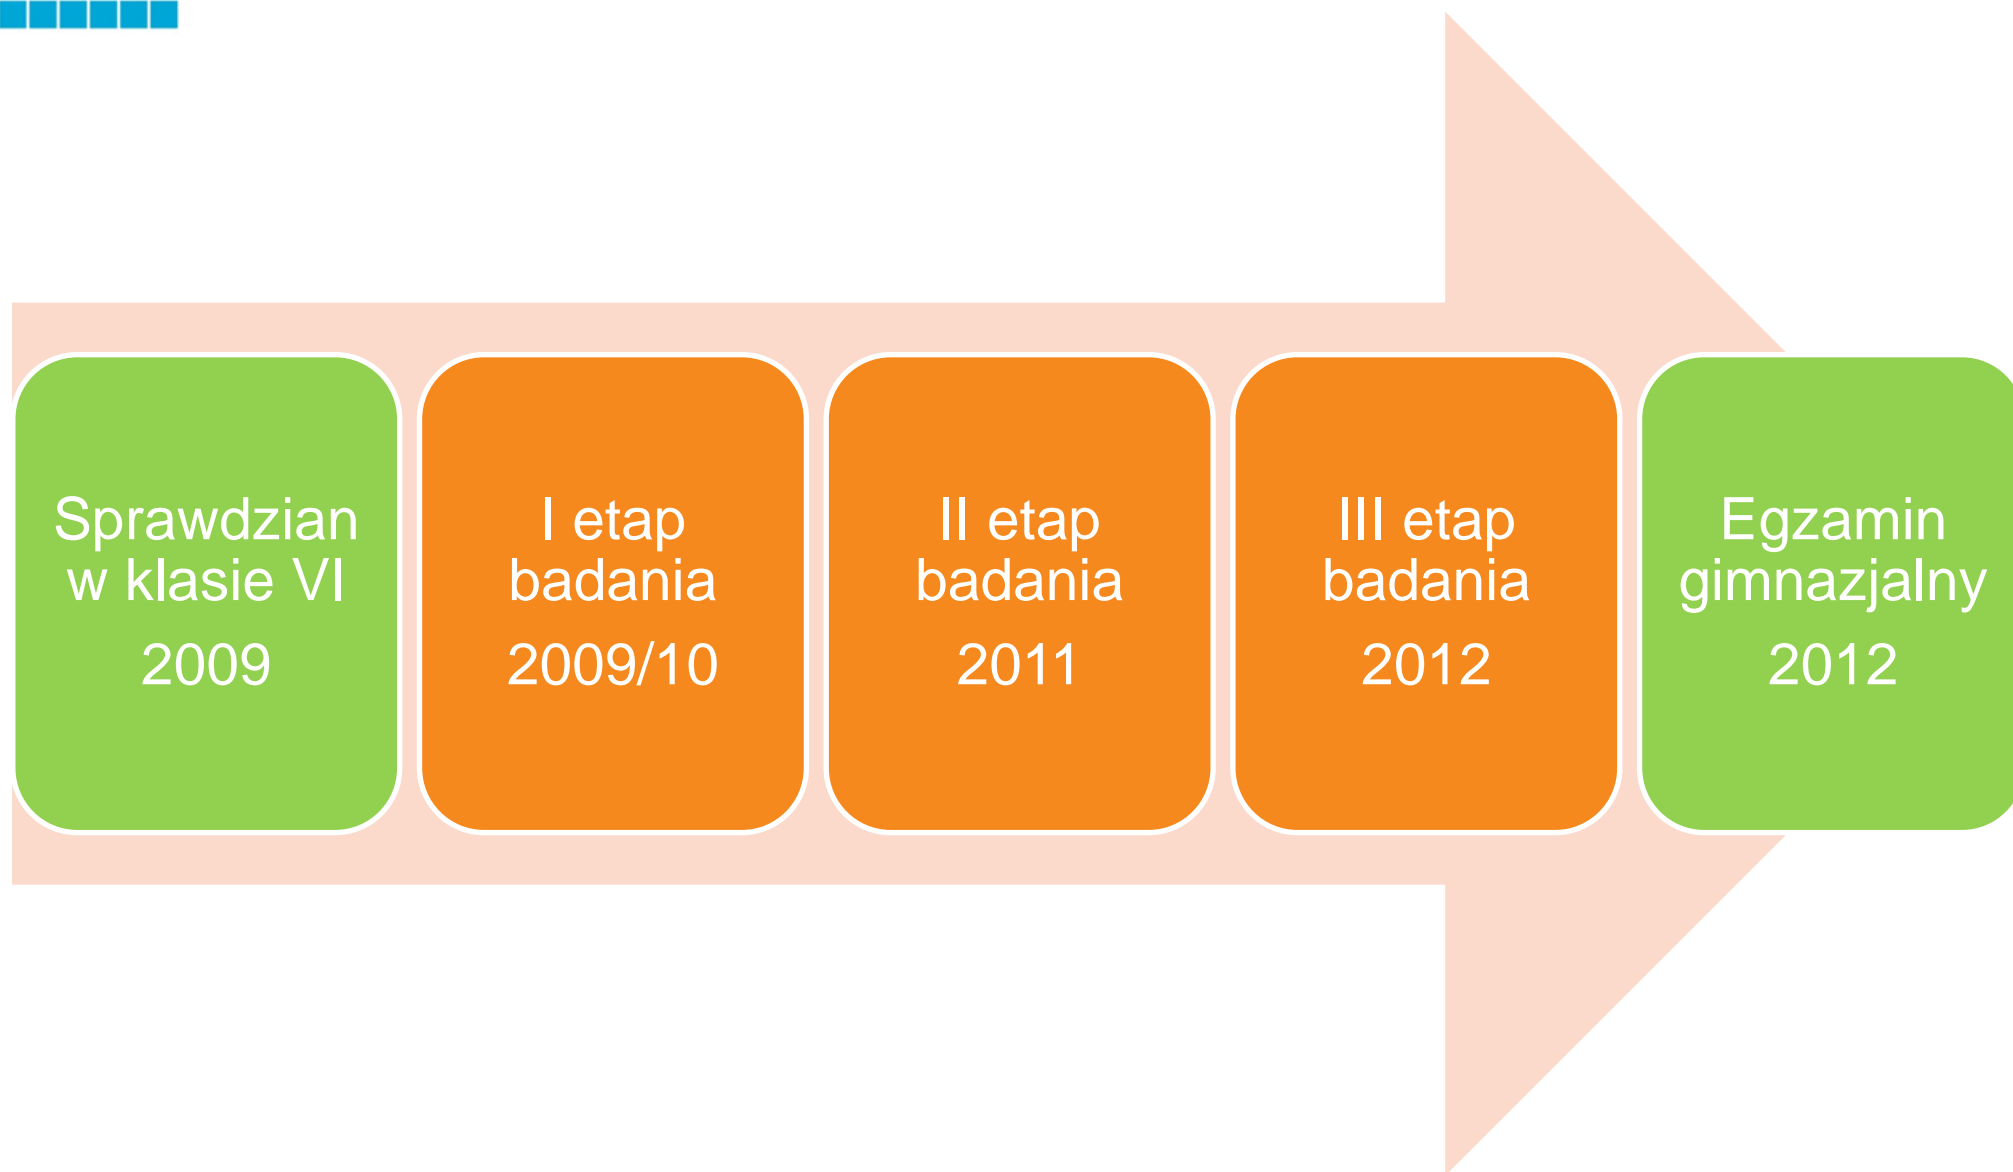 Sprawdzian
w klasie VI
2009
I etap
badania
2009/10
II etap
badania
2011
III etap
badania
2012
Egzamin
gimnazjalny
2012